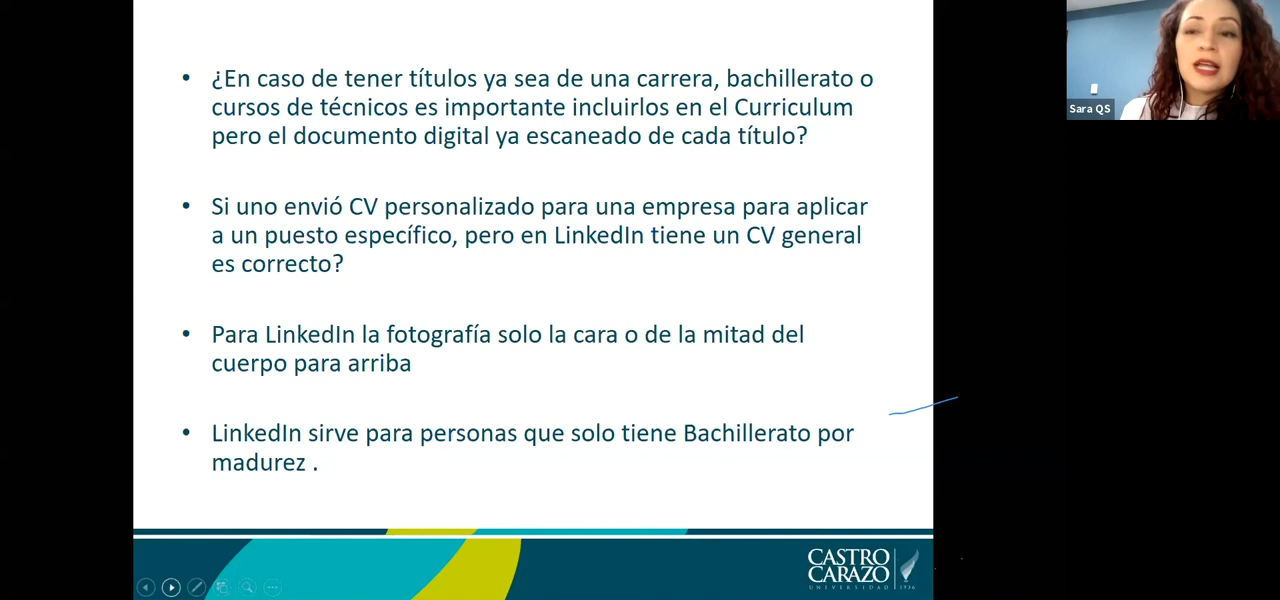 ¿En caso de tener títulos ya sea de una carrera, bachillerato o
cursos de técnicos es importante incluirlos en el Curriculum
pero el documento digital ya escaneado de cada título?
Si uno envió CV personalizado para una empresa para aplicar
a un puesto específico, pero en LinkedIn tiene un CV general
es correcto?
Para LinkedIn la fotografía solo la cara o de la mitad del
cuerpo para arriba
LinkedIn sirve para personas que solo tiene Bachillerato por
madurez .
Sara QS
CASTRO
CARAZO
UNIVERSIDAD 1936